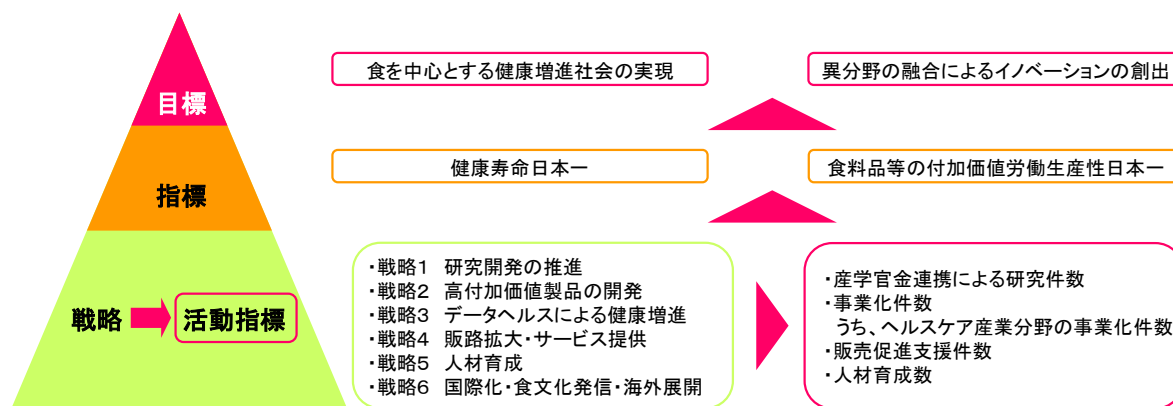 目標
食を中心とする健康増進社会の実現
異分野の融合によるイノベーションの創出
指標
健康寿命日本一
食料品等の付加価値労働生産性日本一
戦略
活動指標
・戦略1 研究開発の推進
・戦略2 高付加価値製品の開発
・戦略3 データヘルスによる健康増進
・戦略4 販路拡大・サービス提供
・戦略5 人材育成
・戦略6 国際化・食文化発信・海外展開
・産学官金連携による研究件数
・事業化件数
うち、ヘルスケア産業分野の事業化件数
・販売促進支援件数
・人材育成数